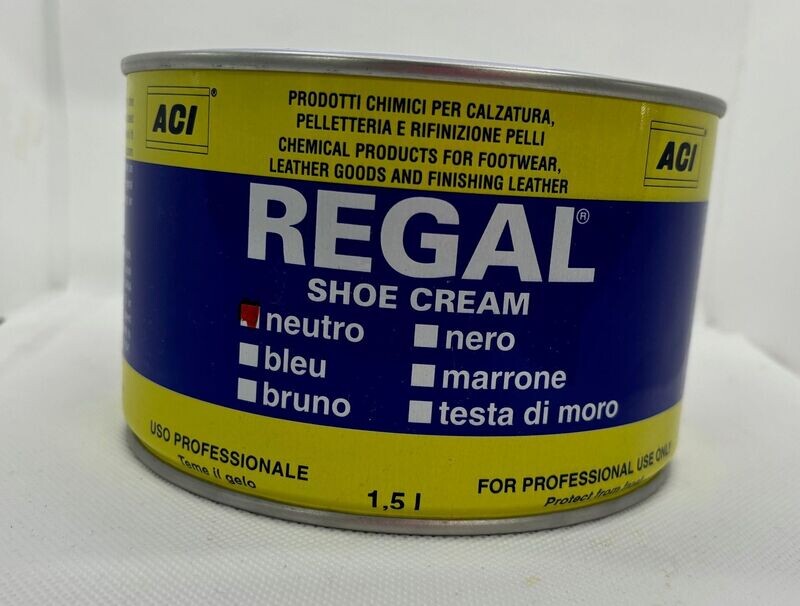 ACI®
PRODOTTI CHIMICI PER CALZATURA,
PELLETTERIA E RIFINIZIONE PELLI
CHEMICAL PRODUCTS FOR FOOTWEAR,
LEATHER GOODS AND FINISHING LEATHER
ACI
REGAL®
SHOE CREAM
neutro
nero
bleu
marrone
bruno
testa di moro
USO PROFESSIONALE
Teme il gelo
1,5 l
FOR PROFESSIONAL USE ONLY
Protect from